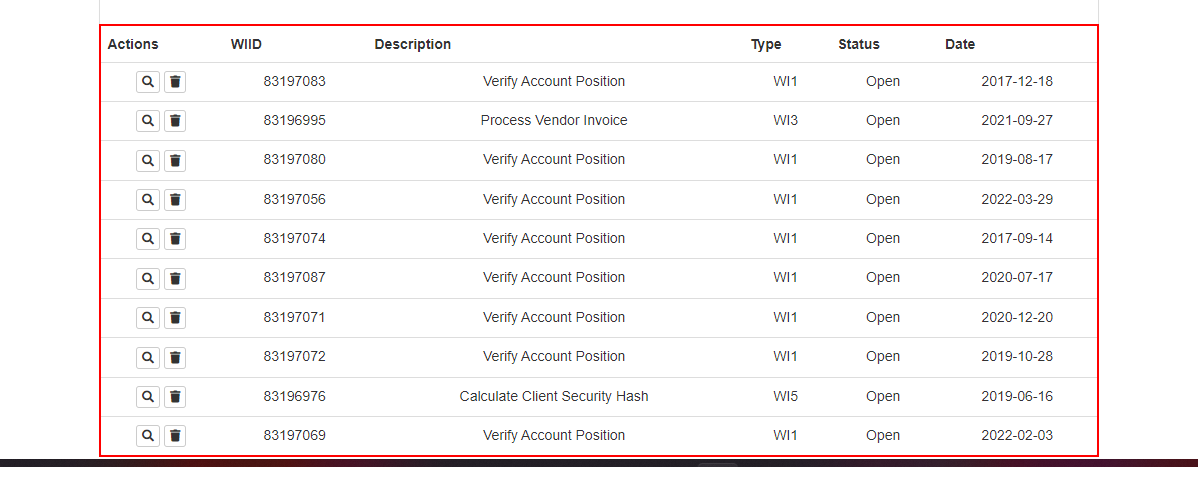 Actions WIID Description Type Status Date
83197083 Verify Account Position WI1 Open 2017-12-18
83196995 Process Vendor Invoice WI3 Open 2021-09-27
83197080 Verify Account Position WI1 Open 2019-08-17
83197056 Verify Account Position WI1 Open 2022-03-29
83197074 Verify Account Position WI1 Open 2017-09-14
83197087 Verify Account Position WI1 Open 2020-07-17
83197071 Verify Account Position WI1 Open 2020-12-20
83197072 Verify Account Position WI1 Open 2019-10-28
83196976 Calculate Client Security Hash WI5 Open 2019-06-16
83197069 Verify Account Position WI1 Open 2022-02-03